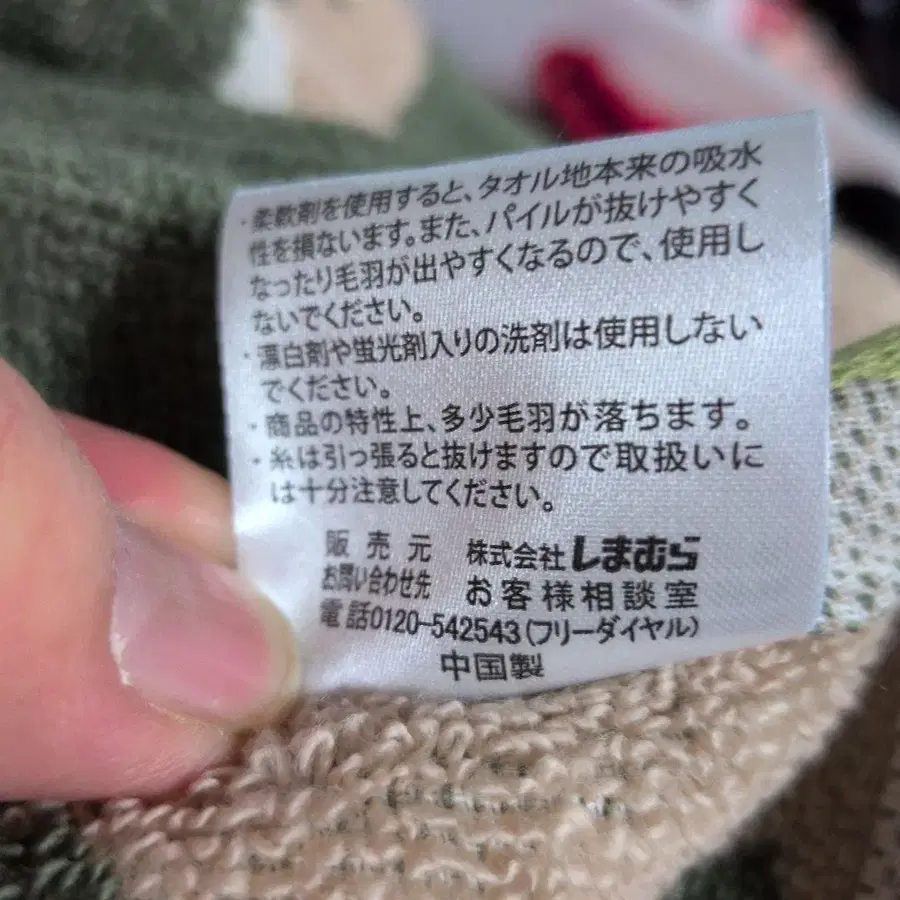 ・柔軟剤を使用すると、タオル地本来の吸水
性を損ないます。また、パイルが抜けやすく
なったり毛羽が出やすくなるので、使用し
ないでください。
・漂白剤や蛍光剤入りの洗剤は使用しない
でください。
・商品の特性上、多少毛羽が落ちます。
・糸は引っ張ると抜けますので取扱いに
は十分注意してください。
販売元 株式会社しまむら
お問い合わせ先 お客様相談室
電話0120-542543(フリーダイヤル)
中国製